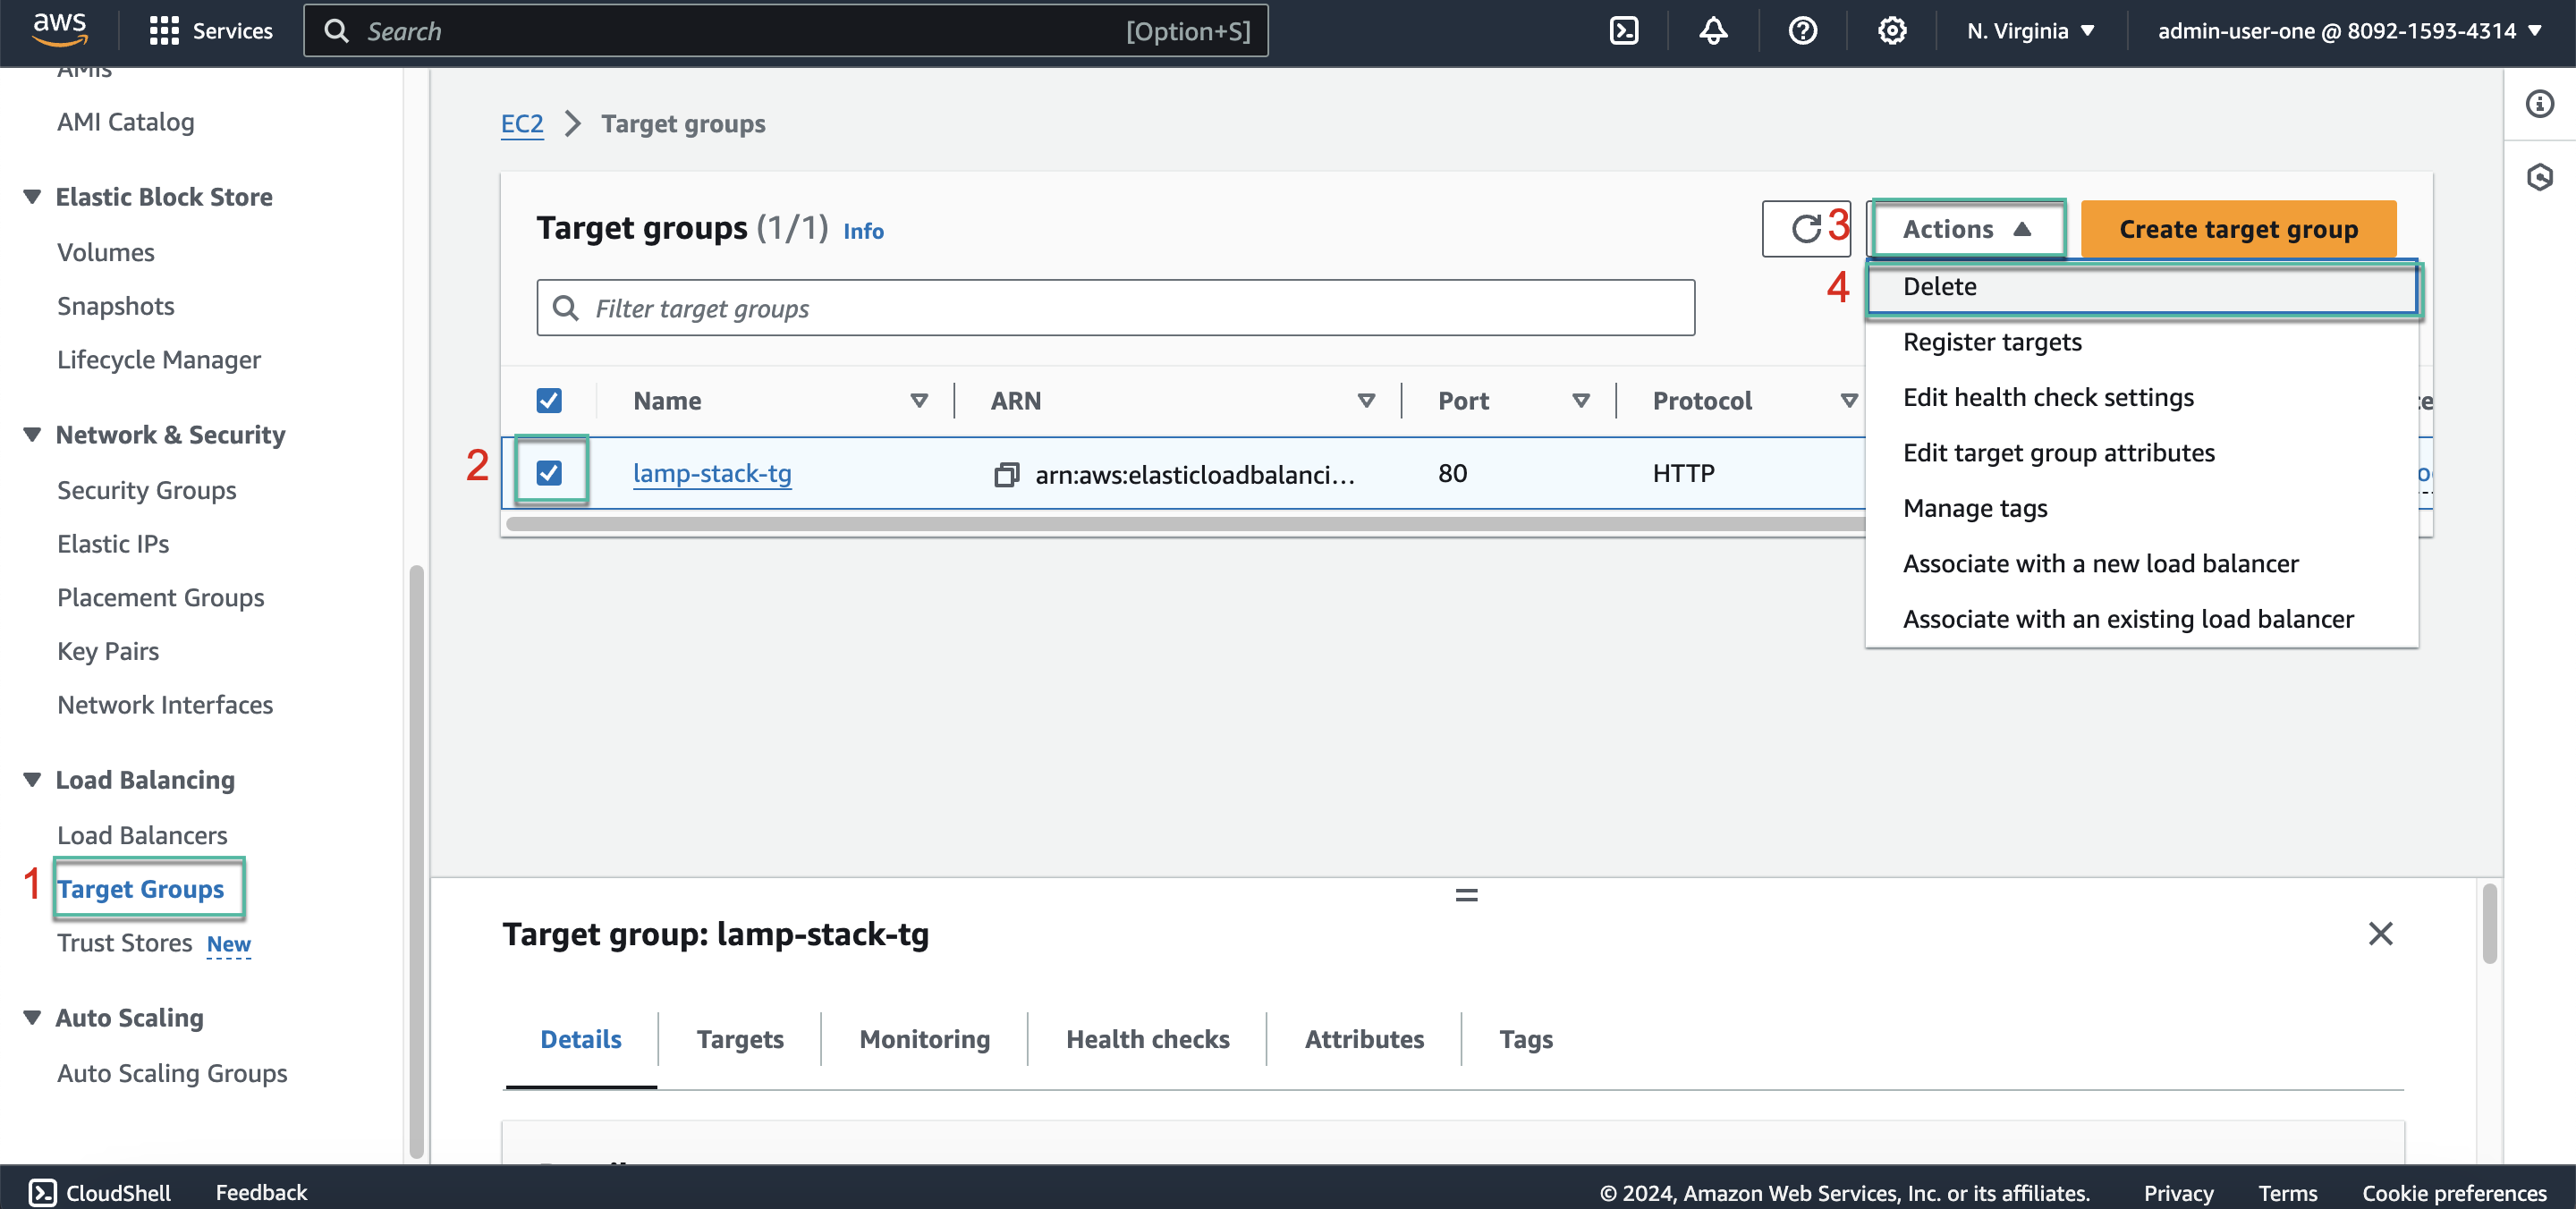 aws
Services
Search
[Option+S]
N. Virginia
admin-user-one @ 8092-1593-4314
AMIs
AMI Catalog
Elastic Block Store
Volumes
Snapshots
Lifecycle Manager
Network & Security
Security Groups
Elastic IPs
Placement Groups
Key Pairs
Network Interfaces
Load Balancing
Load Balancers
1
Target Groups
Trust Stores New
Auto Scaling
Auto Scaling Groups
EC2 Target groups
Target groups (1/1) Info
3
Actions
Create target group
Filter target groups
4
Delete
Register targets
Edit health check settings
Edit target group attributes
Manage tags
Associate with a new load balancer
Associate with an existing load balancer
Name ARN Port Protocol
2
lamp-stack-tg arn:aws:elasticloadbalanci... 80 HTTP
Target group: lamp-stack-tg
Details Targets Monitoring Health checks Attributes Tags
CloudShell Feedback
© 2024, Amazon Web Services, Inc. or its affiliates. Privacy Terms Cookie preferences